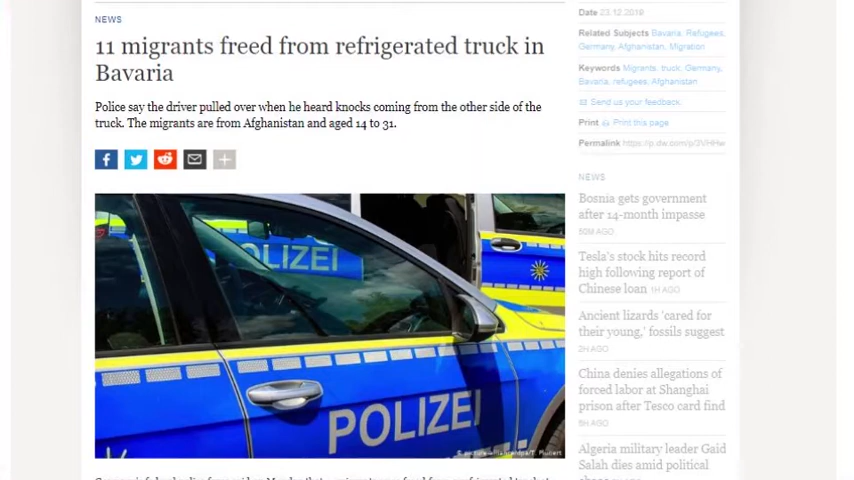 NEWS
11 migrants freed from refrigerated truck in
Bavaria
Police say the driver pulled over when he heard knocks coming from the other side of the
truck. The migrants are from Afghanistan and aged 14 to 31.
POLIZEI
POLIZEI
Date 23.12.2019
Related Subjects Bavaria, Refugees,
Germany, Afghanistan, Migration
Keywords Migrants, truck, Germany,
Bavaria, refugees, Afghanistan
Send us your feedback.
Print Print this page
Permalink https://p.dw.com/p/3VHHw
NEWS
Bosnia gets government
after 14-month impasse
50M AGO
Tesla's stock hits record
high following report of
Chinese loan 1H AGO
Ancient lizards 'cared for
their young,' fossils suggest
2H AGO
China denies allegations of
forced labor at Shanghai
prison after Tesco card find
Algeria military leader Gaid
Salah dies amid political